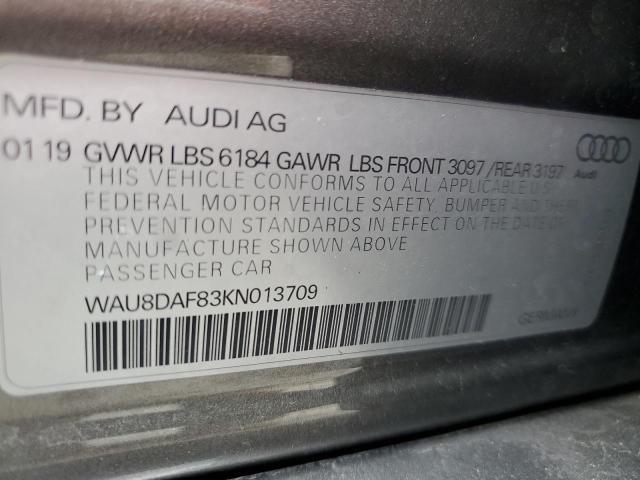 MFD. BY AUDI AG
01 19 GVWR LBS 6184 GAWR LBS FRONT 3097 /REAR 3197
Audi
THIS VEHICLE CONFORMS TO ALL APPLICABLE U.S.
FEDERAL MOTOR VEHICLE SAFETY, BUMPER AND THEFT
PREVENTION STANDARDS IN EFFECT ON THE DATE OF
MANUFACTURE SHOWN ABOVE
PASSENGER CAR
WAU8DAF83KN013709
GERMANY